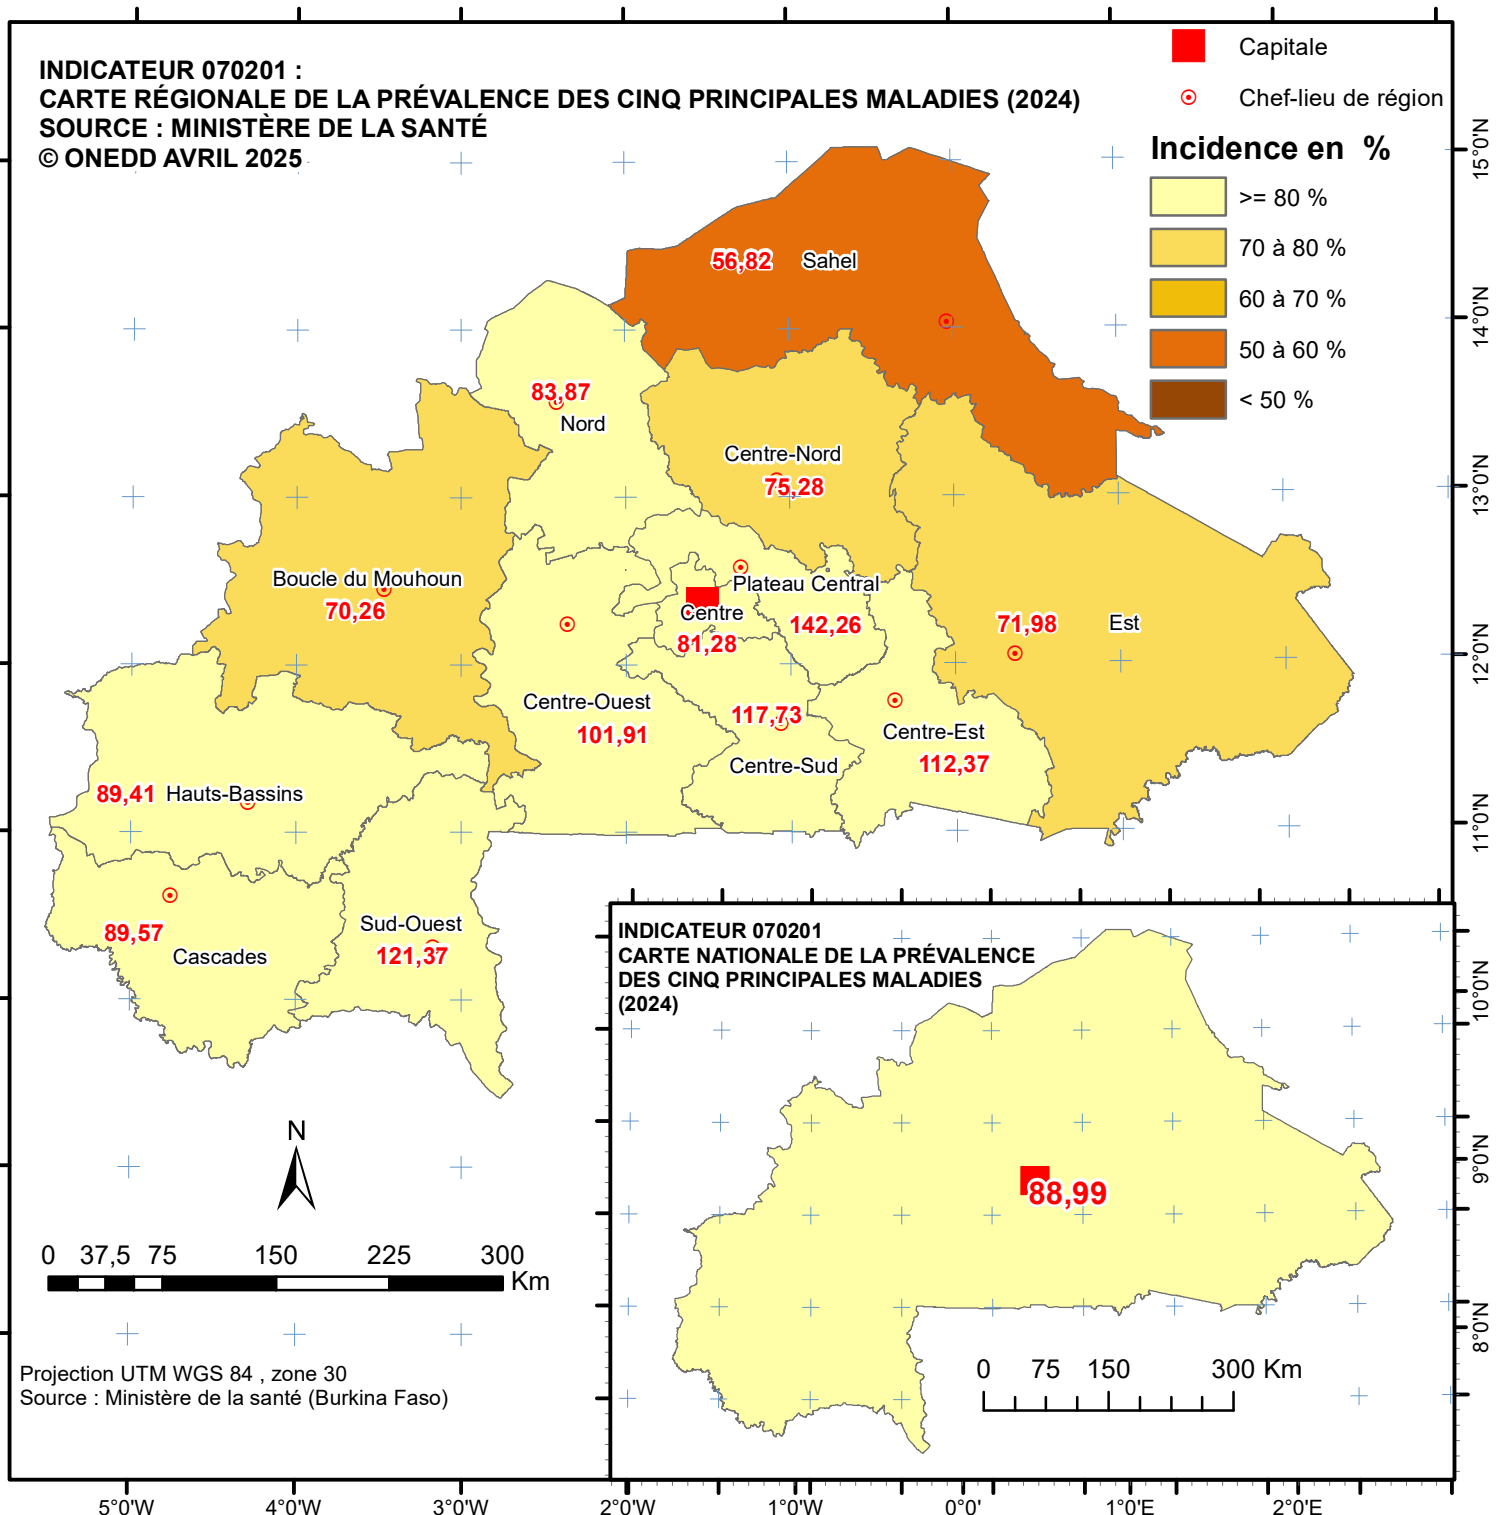 INDICATEUR 070201 :
CARTE RÉGIONALE DE LA PRÉVALENCE DES CINQ PRINCIPALES MALADIES (2024)
SOURCE : MINISTÈRE DE LA SANTÉ
© ONEDD AVRIL 2025
Capitale
Chef-lieu de région
Incidence en %
>= 80 %
70 à 80 %
60 à 70 %
50 à 60 %
< 50 %
56,82 Sahel
83,87
Nord
Centre-Nord
75,28
Boucle du Mouhoun
70,26
Plateau Central
142,26
Centre
81,28
71,98 Est
Centre-Ouest
101,91
117,73
Centre-Sud
Centre-Est
112,37
89,41 Hauts-Bassins
89,57
Cascades
Sud-Ouest
121,37
15°0'N
14°0'N
13°0'N
12°0'N
11°0'N
10°0'N
9°0'N
8°0'N
INDICATEUR 070201
CARTE NATIONALE DE LA PRÉVALENCE
DES CINQ PRINCIPALES MALADIES
(2024)
88,99
0 75 150 300 Km
N
0 37,5 75 150 225 300
Km
Projection UTM WGS 84 , zone 30
Source : Ministère de la santé (Burkina Faso)
5°0'W 4°0'W 3°0'W 2°0'W 1°0'W 0°0' 1°0'E 2°0'E